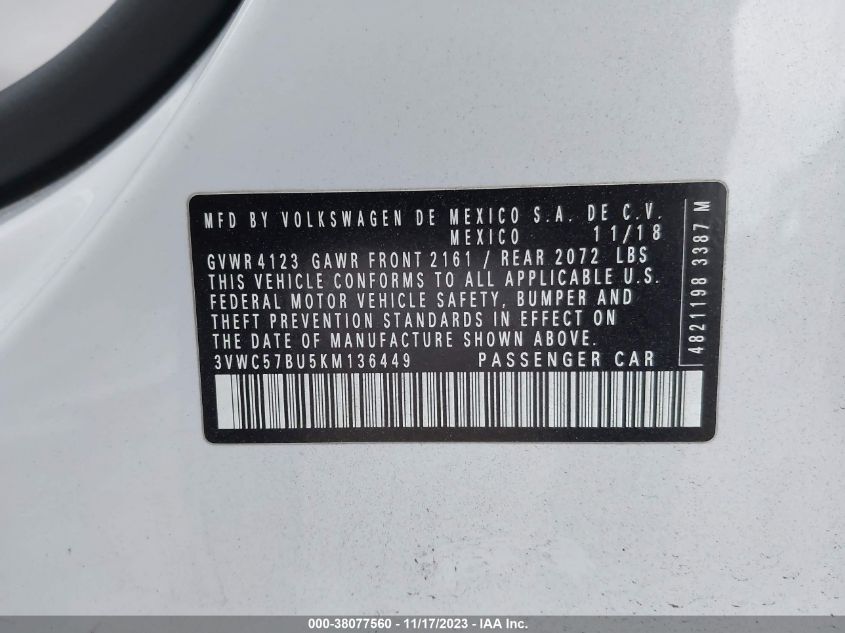 MFD BY VOLKSWAGEN DE MEXICO S.A. DE C.V.
MEXICO 11/18
GVWR 4123 GAWR FRONT 2161 / REAR 2072 LBS
THIS VEHICLE CONFORMS TO ALL APPLICABLE U.S.
FEDERAL MOTOR VEHICLE SAFETY, BUMPER AND
THEFT PREVENTION STANDARDS IN EFFECT ON
THE DATE OF MANUFACTURE SHOWN ABOVE.
3VWC57BU5KM136449 PASSENGER CAR
4821198 3387 M
000-38077560 - 11/17/2023 - IAA Inc.